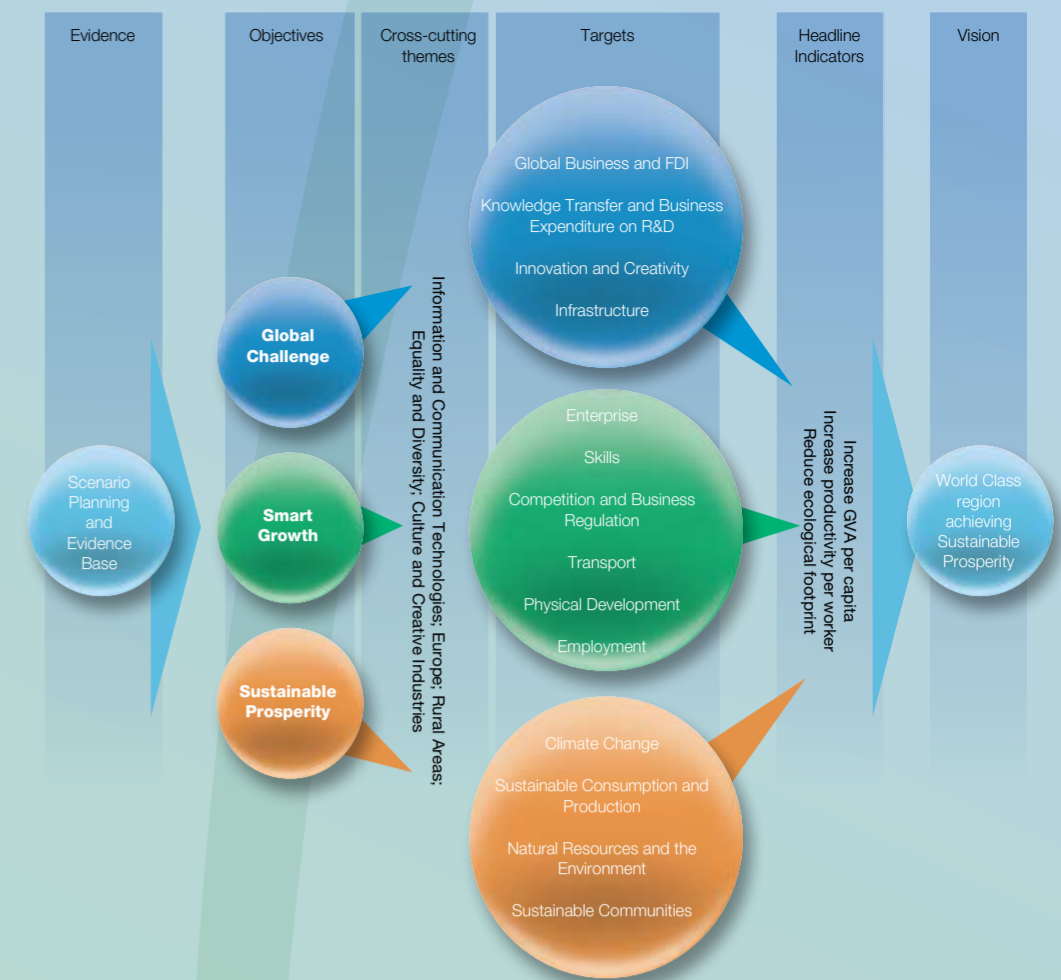 Evidence
Objectives
Cross-cutting
themes
Targets
Headline
Indicators
Vision
Scenario
Planning
and
Evidence
Base
Global
Challenge
Smart
Growth
Sustainable
Prosperity
Information and Communication Technologies; Europe; Rural Areas;
Equality and Diversity; Culture and Creative Industries
Global Business and FDI
Knowledge Transfer and Business
Expenditure on R&D
Innovation and Creativity
Infrastructure
Enterprise
Skills
Competition and Business
Regulation
Transport
Physical Development
Employment
Climate Change
Sustainable Consumption and
Production
Natural Resources and the
Environment
Sustainable Communities
Increase GVA per capita
Increase productivity per worker
Reduce ecological footprint
World Class
region
achieving
Sustainable
Prosperity